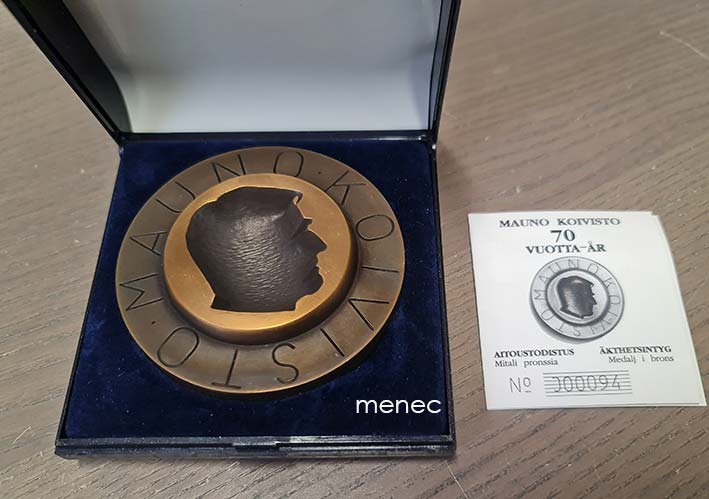 MAUNO · KOIVISTO ·
menec
MAUNO KOIVISTO
70
VUOTTA–ÅR
MAUNO KOIVISTO
AITOUSTODISTUS ÄKTHETSINTYG
Mitali pronssia Medalj i brons
No 000094